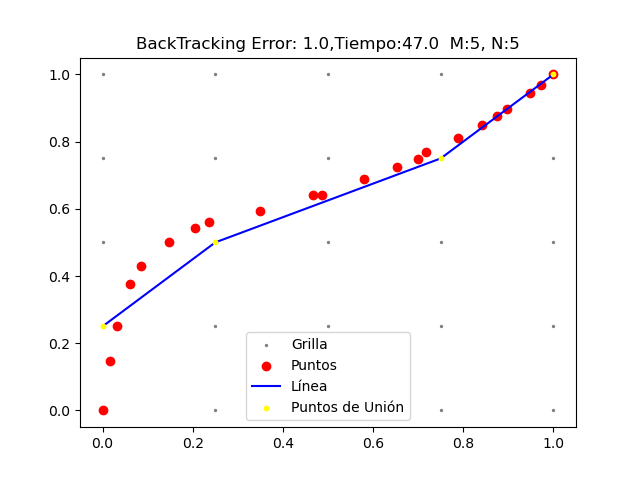 BackTracking Error: 1.0,Tiempo:47.0  M:5, N:5
1.0
0.8
0.6
0.4
0.2
0.0
Grilla
Puntos
Línea
Puntos de Unión
0.0 0.2 0.4 0.6 0.8 1.0